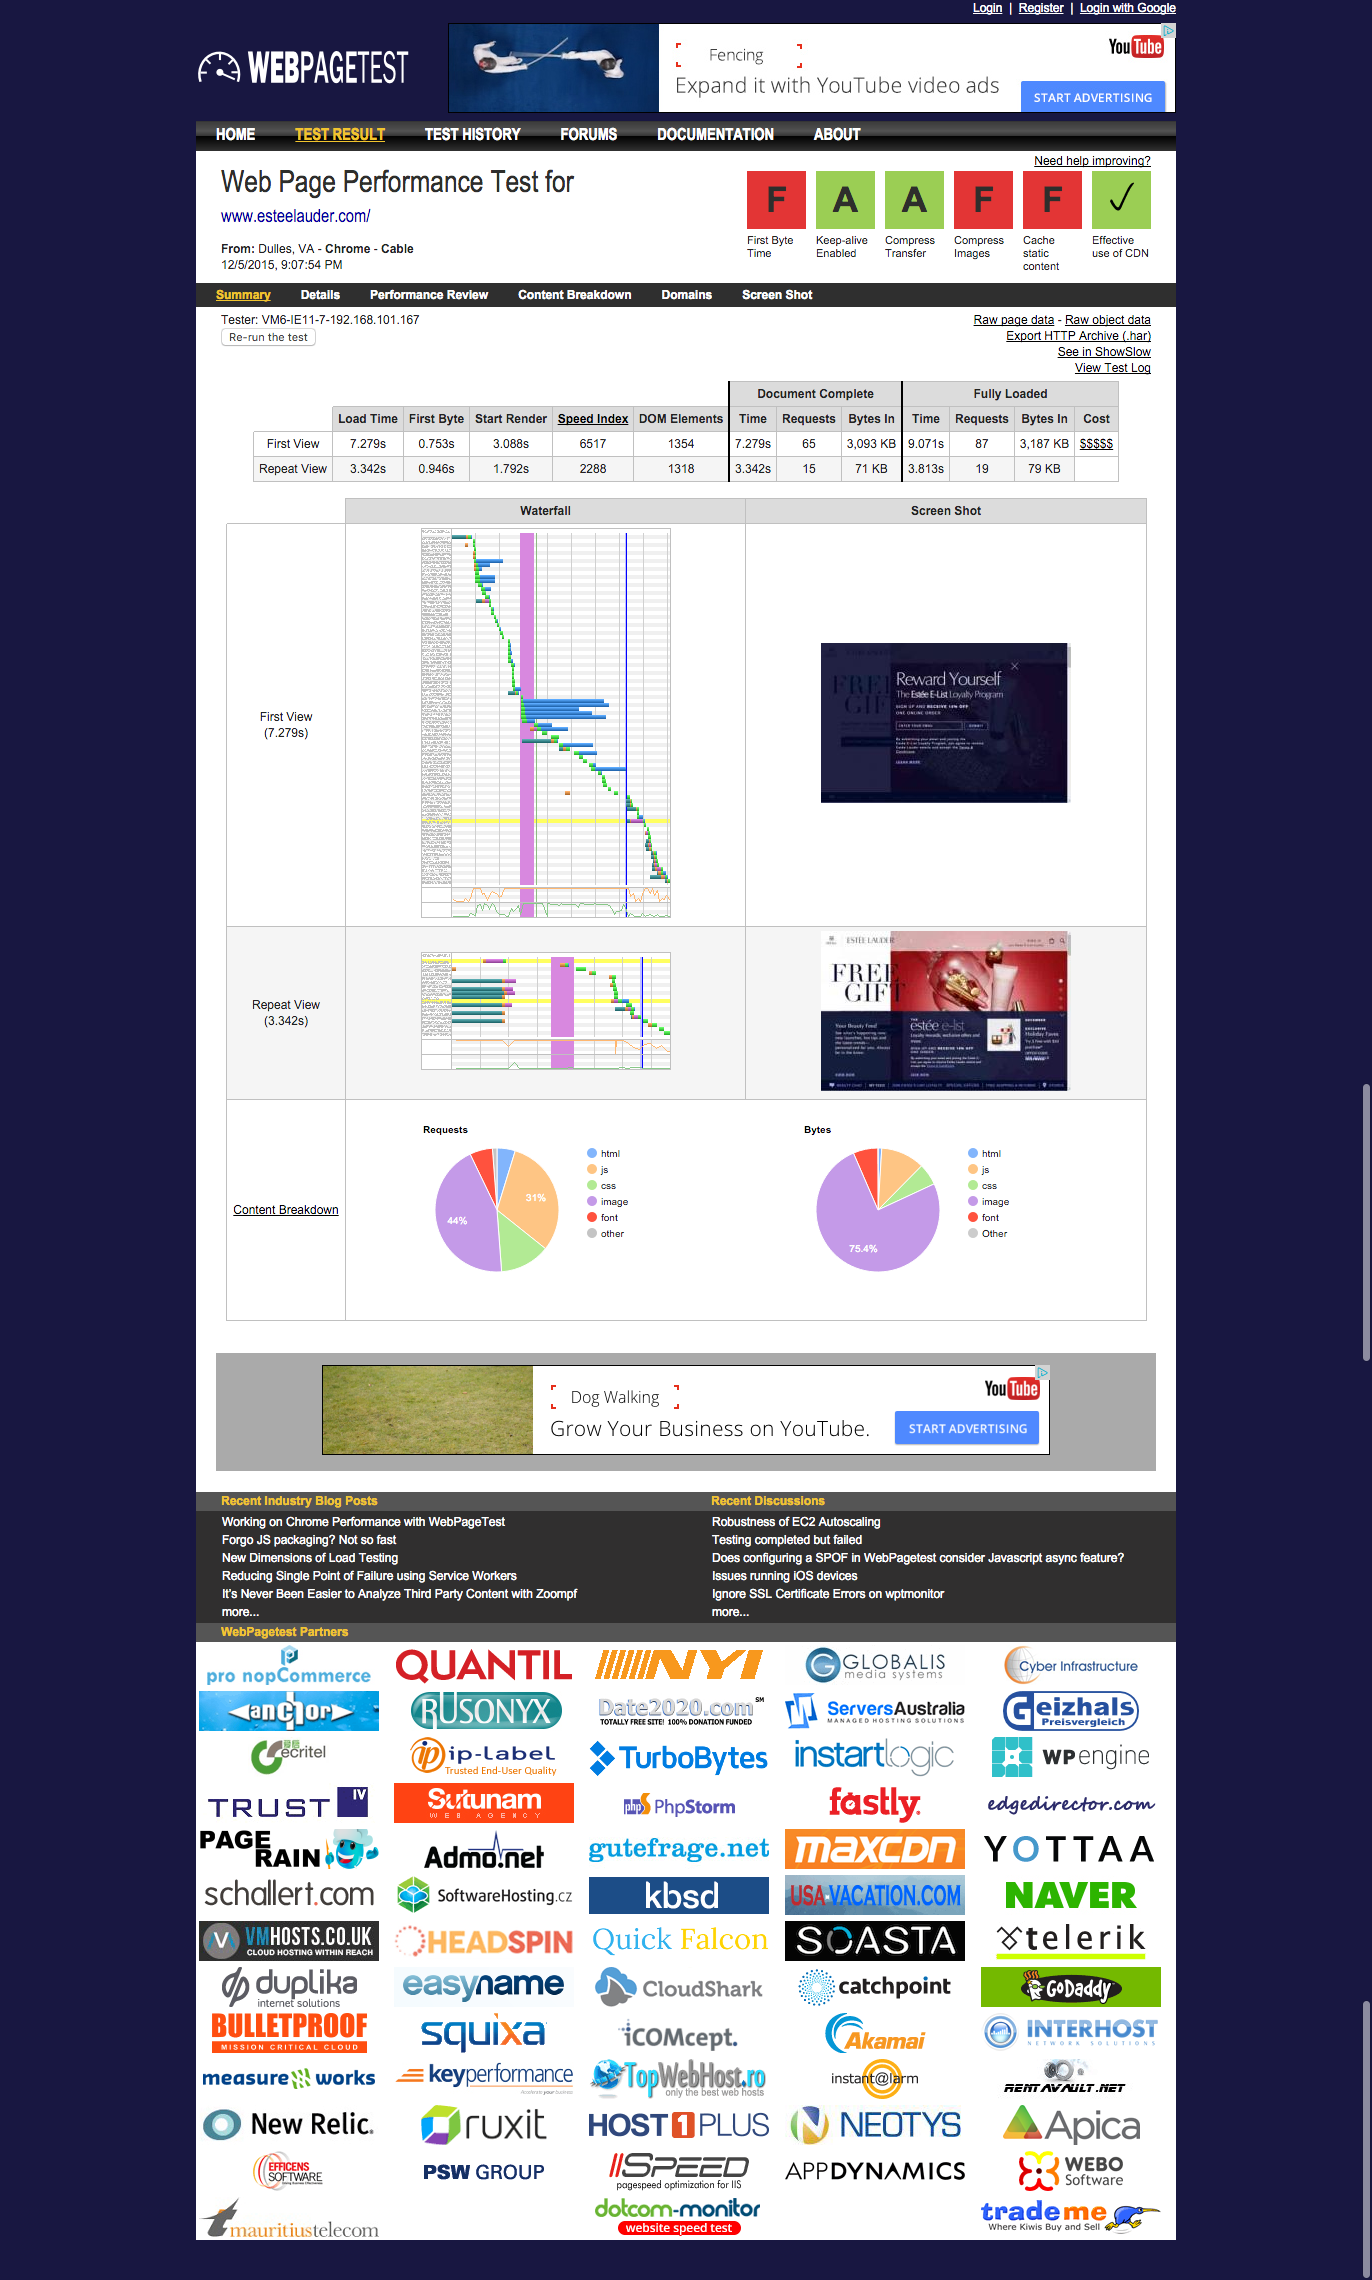 Login | Register | Login with Google
WEBPAGETEST
Fencing
Expand it with YouTube video ads
YouTube
START ADVERTISING
HOME TEST RESULT TEST HISTORY FORUMS DOCUMENTATION ABOUT
Need help improving?
Web Page Performance Test for
www.esteelauder.com/
From: Dulles, VA - Chrome - Cable
12/5/2015, 9:07:54 PM
F A A F F ✓
First Byte Time
Keep-alive Enabled
Compress Transfer
Compress Images
Cache static content
Effective use of CDN
Summary Details Performance Review Content Breakdown Domains Screen Shot
Tester: VM6-IE11-7-192.168.101.167
Re-run the test
Raw page data - Raw object data
Export HTTP Archive (.har)
See in ShowSlow
View Test Log
Document Complete Fully Loaded
Load Time First Byte Start Render Speed Index DOM Elements Time Requests Bytes In Time Requests Bytes In Cost
First View 7.279s 0.753s 3.088s 6517 1354 7.279s 65 3,093 KB 9.071s 87 3,187 KB $$$$$
Repeat View 3.342s 0.946s 1.792s 2288 1318 3.342s 15 71 KB 3.813s 19 79 KB
Waterfall Screen Shot
First View
(7.279s)
Reward Yourself
The Estée E-List Loyalty Program
SIGN UP AND RECEIVE 10% OFF
ONE ONLINE ORDER
Repeat View
(3.342s)
ESTĒE LAUDER
FREE
GIFT
Your Beauty Feed
estée e-list
Content Breakdown
Requests
31%
44%
html
js
css
image
font
other
Bytes
75.4%
html
js
css
image
font
Other
Dog Walking
Grow Your Business on YouTube.
YouTube
START ADVERTISING
Recent Industry Blog Posts
Working on Chrome Performance with WebPageTest
Forgo JS packaging? Not so fast
New Dimensions of Load Testing
Reducing Single Point of Failure using Service Workers
It's Never Been Easier to Analyze Third Party Content with Zoompf
more...
Recent Discussions
Robustness of EC2 Autoscaling
Testing completed but failed
Does configuring a SPOF in WebPagetest consider Javascript async feature?
Issues running iOS devices
Ignore SSL Certificate Errors on wptmonitor
more...
WebPagetest Partners
pro nopCommerce
QUANTIL
NYI
GLOBALIS media systems
Cyber Infrastructure
anchor
RUSONYX
Date2020.com SM
TOTALLY FREE SITE! 100% DONATION FUNDED
ServersAustralia
MANAGED HOSTING SOLUTIONS
Geizhals
Preisvergleich
ecritel
ip ip-label
Trusted End-User Quality
TurboBytes
instartlogic
WP engine
TRUST IV
Sutunam
WEB AGENCY
php PhpStorm
fastly
edgedirector.com
PAGE RAIN
Admo.net
gutefrage.net
MAXCDN
YOTTAA
schallert.com
SoftwareHosting.cz
kbsd
USA-VACATION.COM
NAVER
VMHOSTS.CO.UK
CLOUD HOSTING WITHIN REACH
HEADSPIN
Quick Falcon
SOASTA
telerik
duplika
internet solutions
easyname
CloudShark
catchpoint
GoDaddy
BULLETPROOF
MISSION CRITICAL CLOUD
squixa
iCOMcept.
Akamai
INTERHOST
NETWORK SOLUTIONS
measure works
keyperformance
TopWebHost.ro
only the best web hosts
instant@larm
RENTAVAULT.NET
New Relic.
ruxit
HOST1PLUS
NEOTYS
Apica
EFFICENS
SOFTWARE
PSW GROUP
IISPEED
pagespeed optimization for IIS
APPDYNAMICS
WEBO
Software
mauritiustelecom
dotcom-monitor
website speed test
trademe
Where Kiwis Buy and Sell